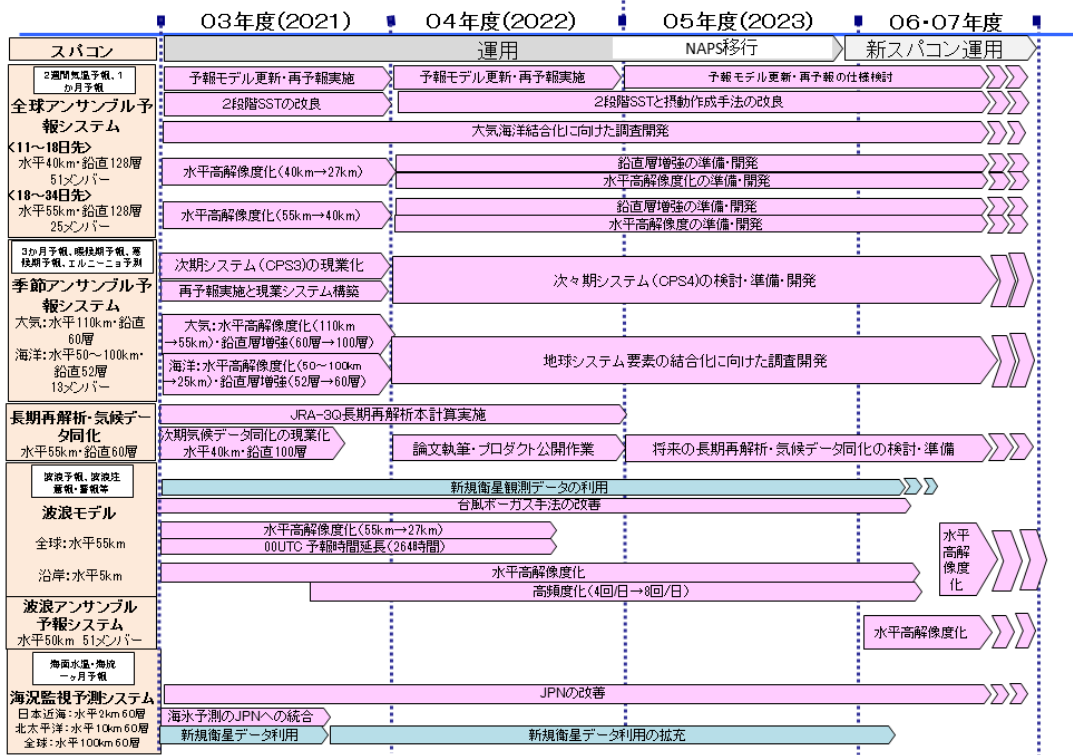 03年度(2021)
04年度(2022)
05年度(2023)
06・07年度
スパコン
運用
NAPS移行
新スパコン運用
2週間気温予報、1
か月予報
全球アンサンブル予
報システム
<11～18日先>
水平40km・鉛直128層
51メンバー
<18～34日先>
水平55km・鉛直128層
25メンバー
予報モデル更新・再予報実施
予報モデル更新・再予報実施
予報モデル更新・再予報の仕様検討
2段階SSTの改良
2段階SSTと摂動作成手法の改良
大気海洋結合化に向けた調査開発
水平高解像度化(40km→27km)
鉛直層増強の準備・開発
水平高解像度化の準備・開発
水平高解像度化(55km→40km)
鉛直層増強の準備・開発
水平高解像度の準備・開発
3か月予報、暖候期予報、寒
候期予報、エルニーニョ予測
季節アンサンブル予
報システム
大気：水平110km・鉛直
60層
海洋：水平50～100km・
鉛直52層
13メンバー
次期システム(CPS3)の現業化
再予報実施と現業システム構築
次々期システム(CPS4)の検討・準備・開発
大気：水平高解像度化(110km
→55km)・鉛直層増強(60層→100層)
海洋：水平高解像度化(50～100km
→25km)・鉛直層増強(52層→60層)
地球システム要素の結合化に向けた調査開発
長期再解析・気候デー
タ同化
水平55km・鉛直60層
JRA-3Q長期再解析本計算実施
次期気候データ同化の現業化
水平40km・鉛直100層
論文執筆・プロダクト公開作業
将来の長期再解析・気候データ同化の検討・準備
波浪予報、波浪注
意報・警報等
波浪モデル
全球：水平55km
沿岸：水平5km
新規衛星観測データの利用
台風ボーガス手法の改善
水平高解像度化(55km→27km)
00UTC 予報時間延長(264時間)
水平高解像度化
高頻度化(4回/日→8回/日)
水平
高解
像度
化
波浪アンサンブル
予報システム
水平50km 51メンバー
水平高解像度化
海面水温・海流
一ヶ月予報
海況監視予測システム
日本近海：水平2km60層
北太平洋：水平10km60層
全球：水平100km60層
JPNの改善
海氷予測のJPNへの統合
新規衛星データ利用
新規衛星データ利用の拡充